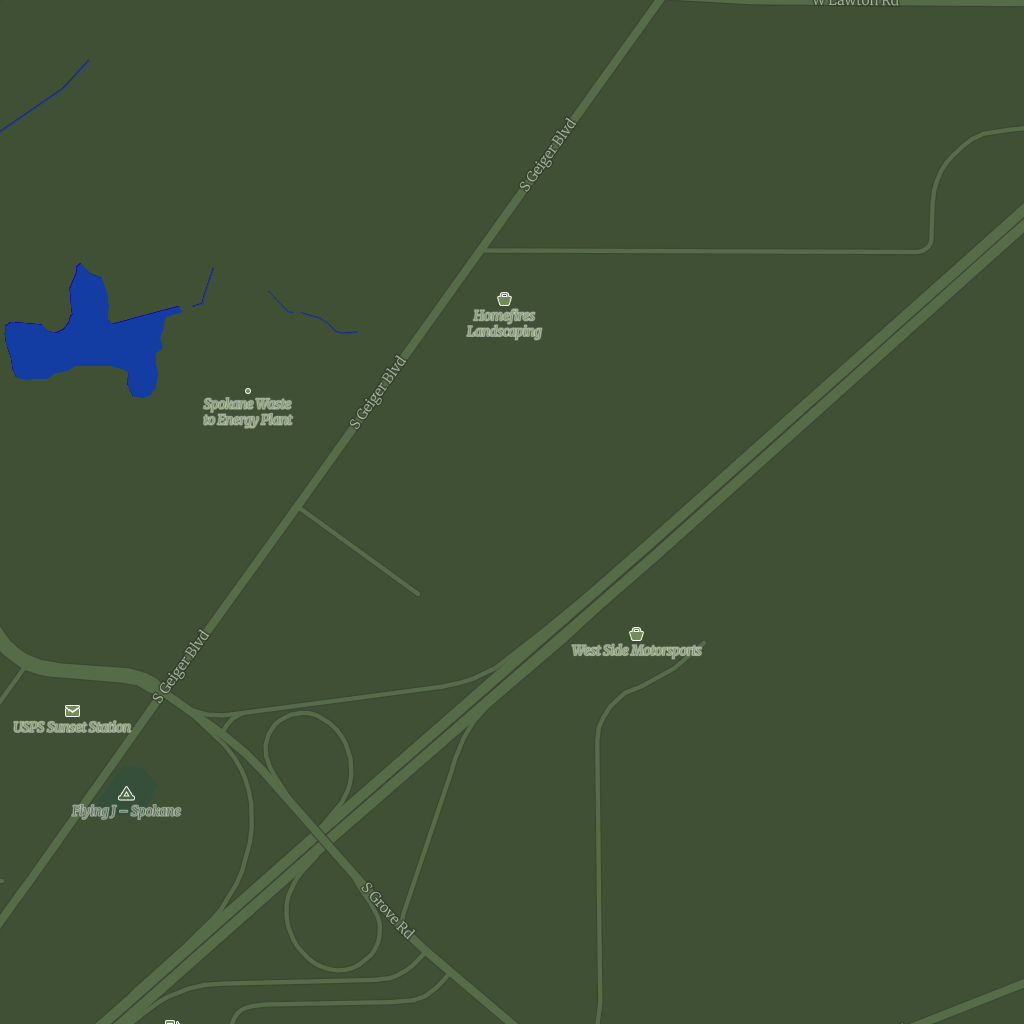 W Lawton Rd
S Geiger Blvd
Homefires
Landscaping
S Geiger Blvd
Spokane Waste
to Energy Plant
S Geiger Blvd
West Side Motorsports
USPS Sunset Station
Flying J – Spokane
S Grove Rd